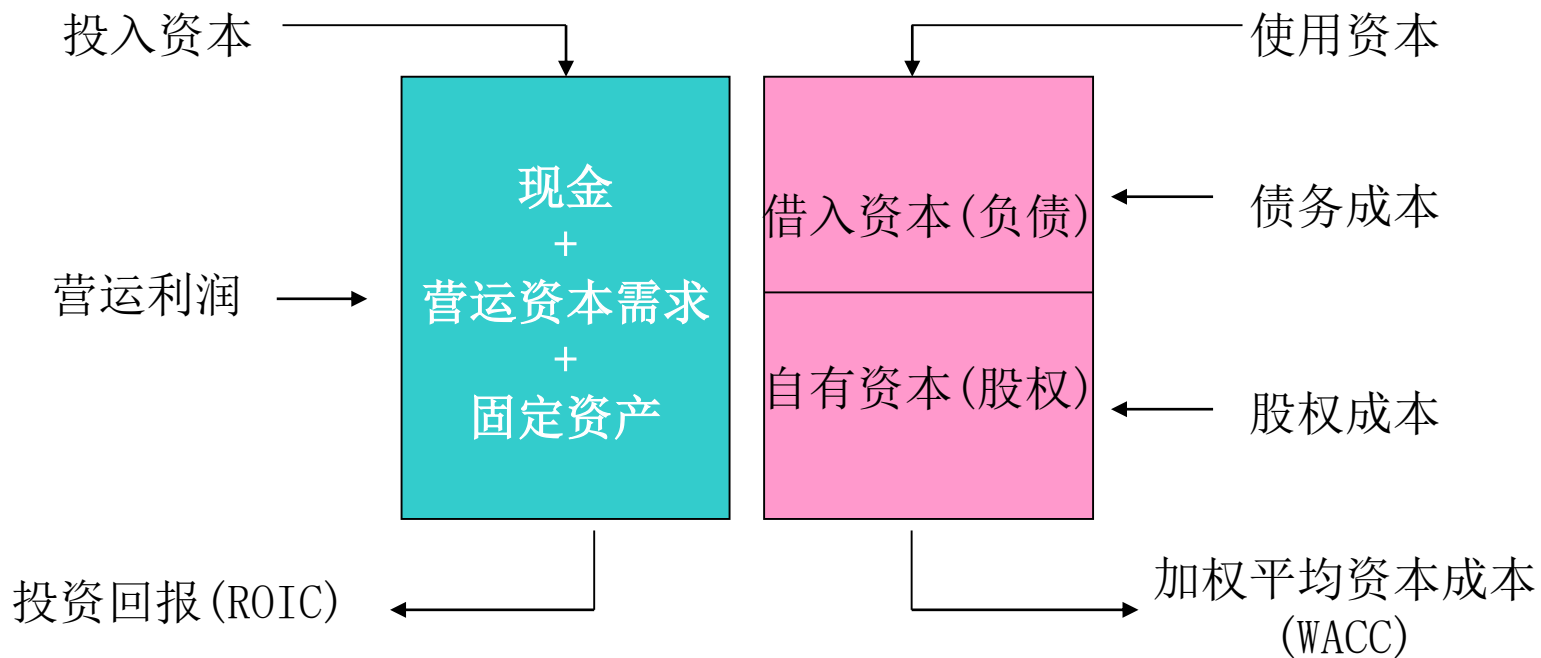 投入资本
使用资本
现金
+
营运资本需求
+
固定资产
借入资本(负债)
自有资本(股权)
营运利润
债务成本
股权成本
投资回报(ROIC)
加权平均资本成本
(WACC)